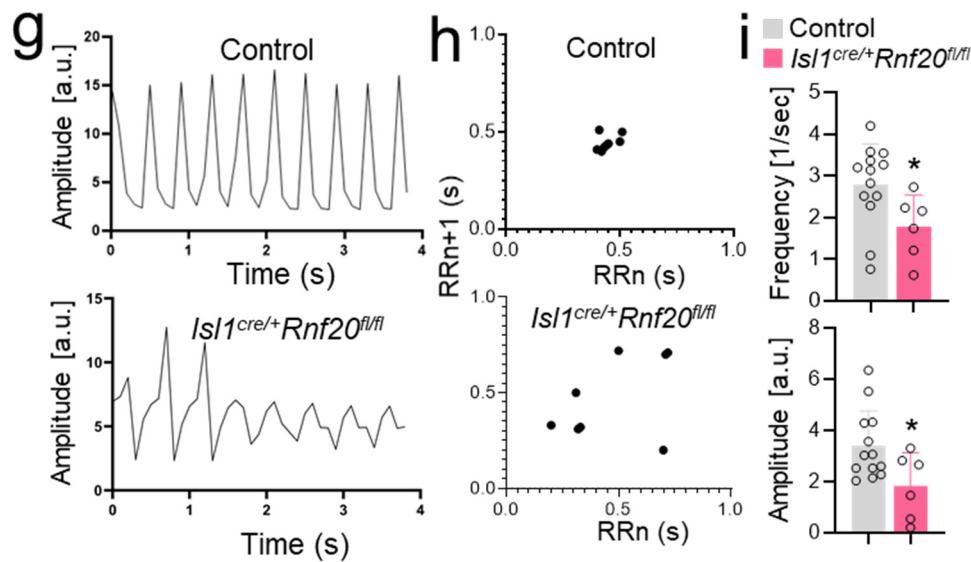 g
Control
Amplitude [a.u.]
20
15
10
5
0
0 1 2 3 4
Time (s)
Isl1cre/+Rnf20fl/fl
Amplitude [a.u.]
15
10
5
0
0 1 2 3 4
Time (s)
h
Control
RRn+1 (s)
1.0
0.5
0.0
0.0 0.5 1.0
RRn (s)
Isl1cre/+Rnf20fl/fl
1.0
0.5
0.0
0.0 0.5 1.0
RRn (s)
i
Control
Isl1cre/+Rnf20fl/fl
Frequency [1/sec]
5
4
3
2
1
0
*
Amplitude [a.u.]
8
6
4
2
0
*